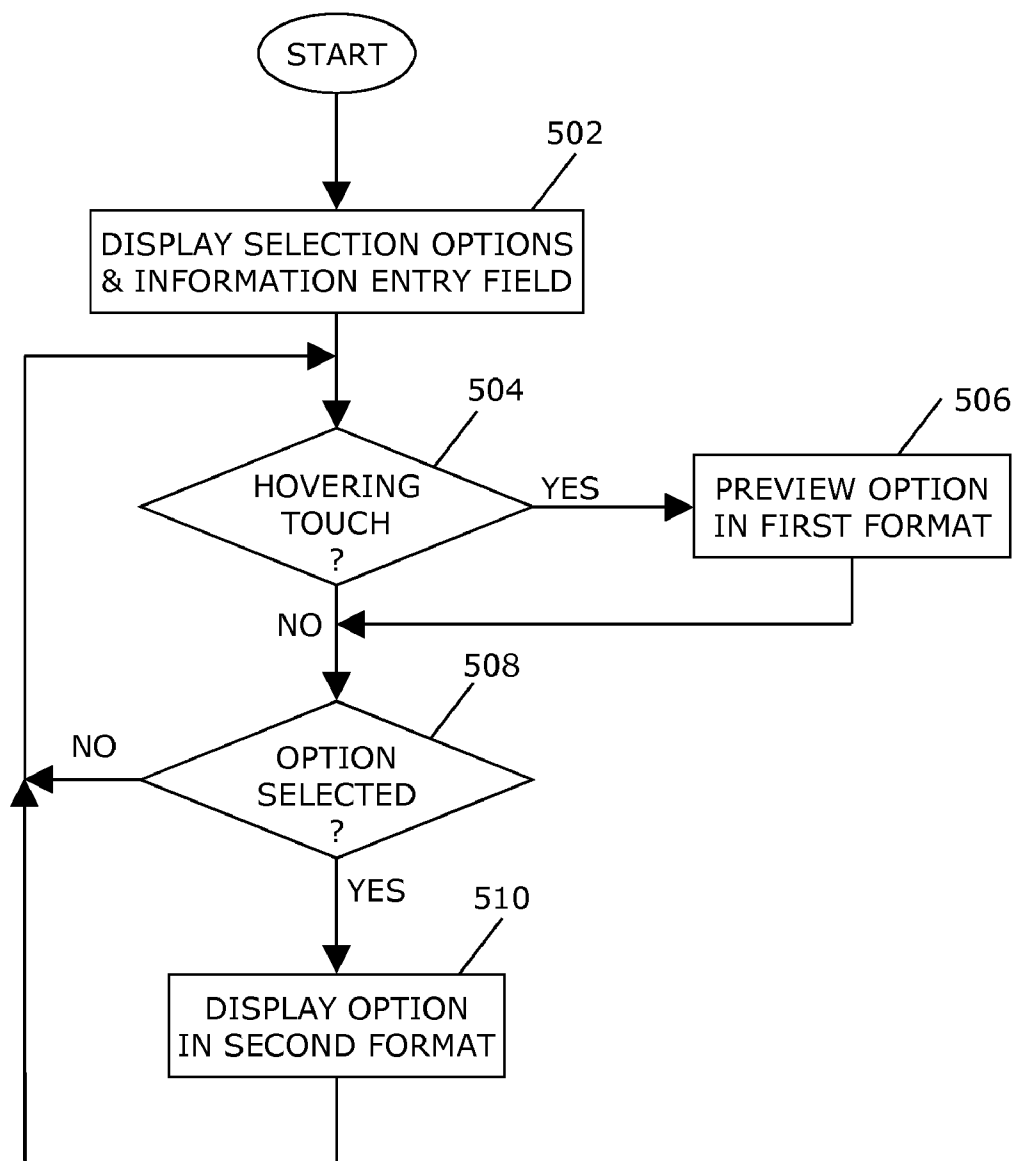 START
502
DISPLAY SELECTION OPTIONS
& INFORMATION ENTRY FIELD
504
HOVERING
TOUCH
?
YES
506
PREVIEW OPTION
IN FIRST FORMAT
NO
508
OPTION
SELECTED
?
NO
YES
510
DISPLAY OPTION
IN SECOND FORMAT